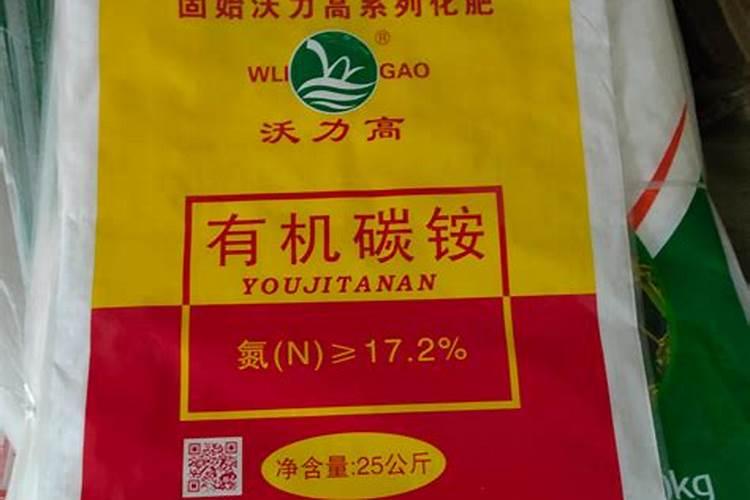 固始沃力高系列化肥
®
WLI GAO
沃力高
有机碳铵
YOUJITANAN
氮(N)≥17.2%
净含量:25公斤
kg